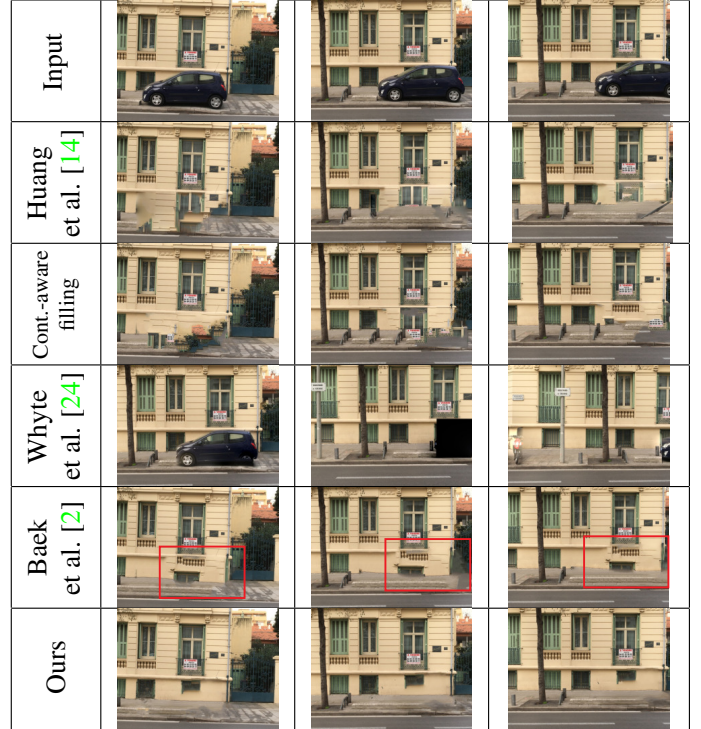 Input
Huang
et al. [14]
Cont.-aware
filling
Whyte
et al. [24]
Baek
et al. [2]
Ours